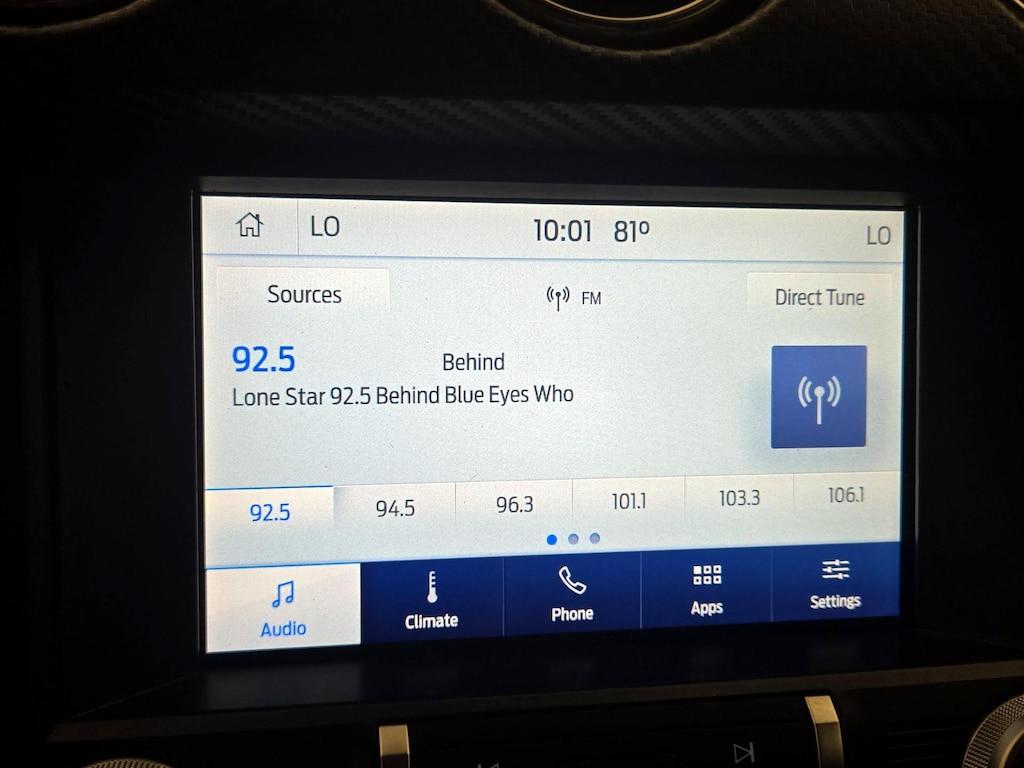 LO 10:01 81° LO
Sources FM Direct Tune
92.5 Behind
Lone Star 92.5 Behind Blue Eyes Who
92.5 94.5 96.3 101.1 103.3 106.1
Audio Climate Phone Apps Settings